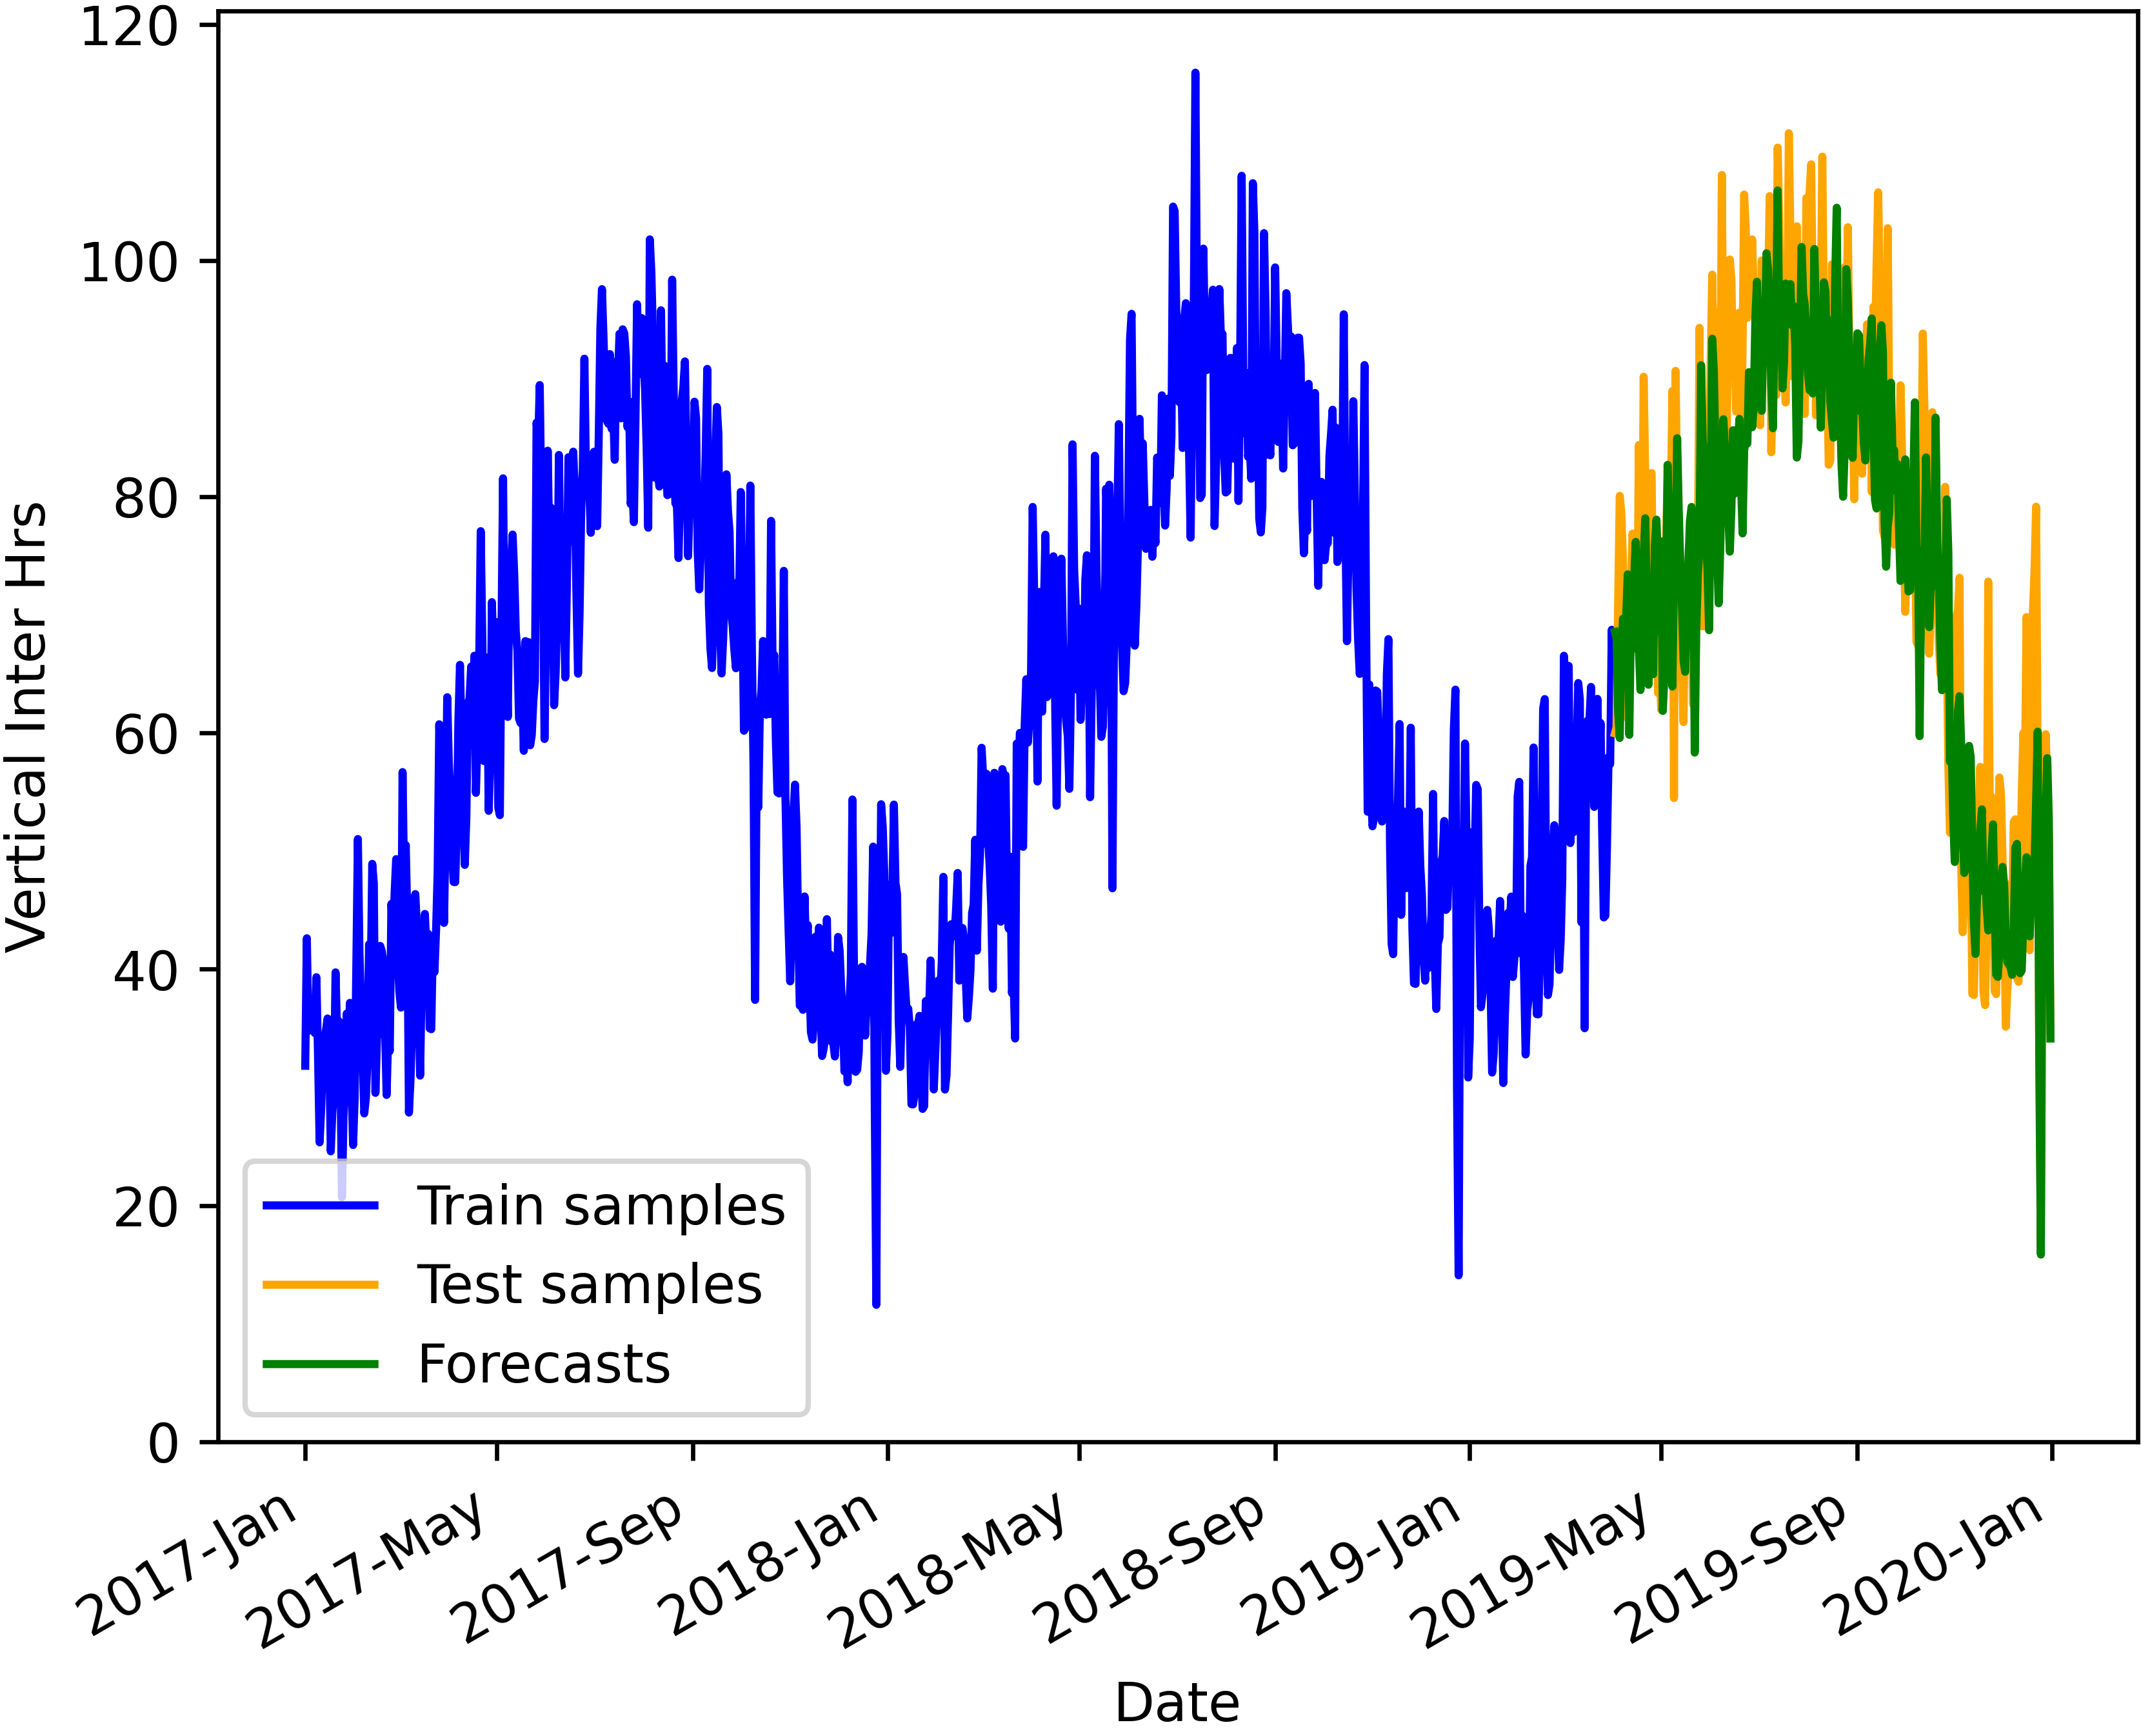 Vertical Inter Hrs
120
100
80
60
40
20
0
Train samples
Test samples
Forecasts
2017-Jan
2017-May
2017-Sep
2018-Jan
2018-May
2018-Sep
2019-Jan
2019-May
2019-Sep
2020-Jan
Date